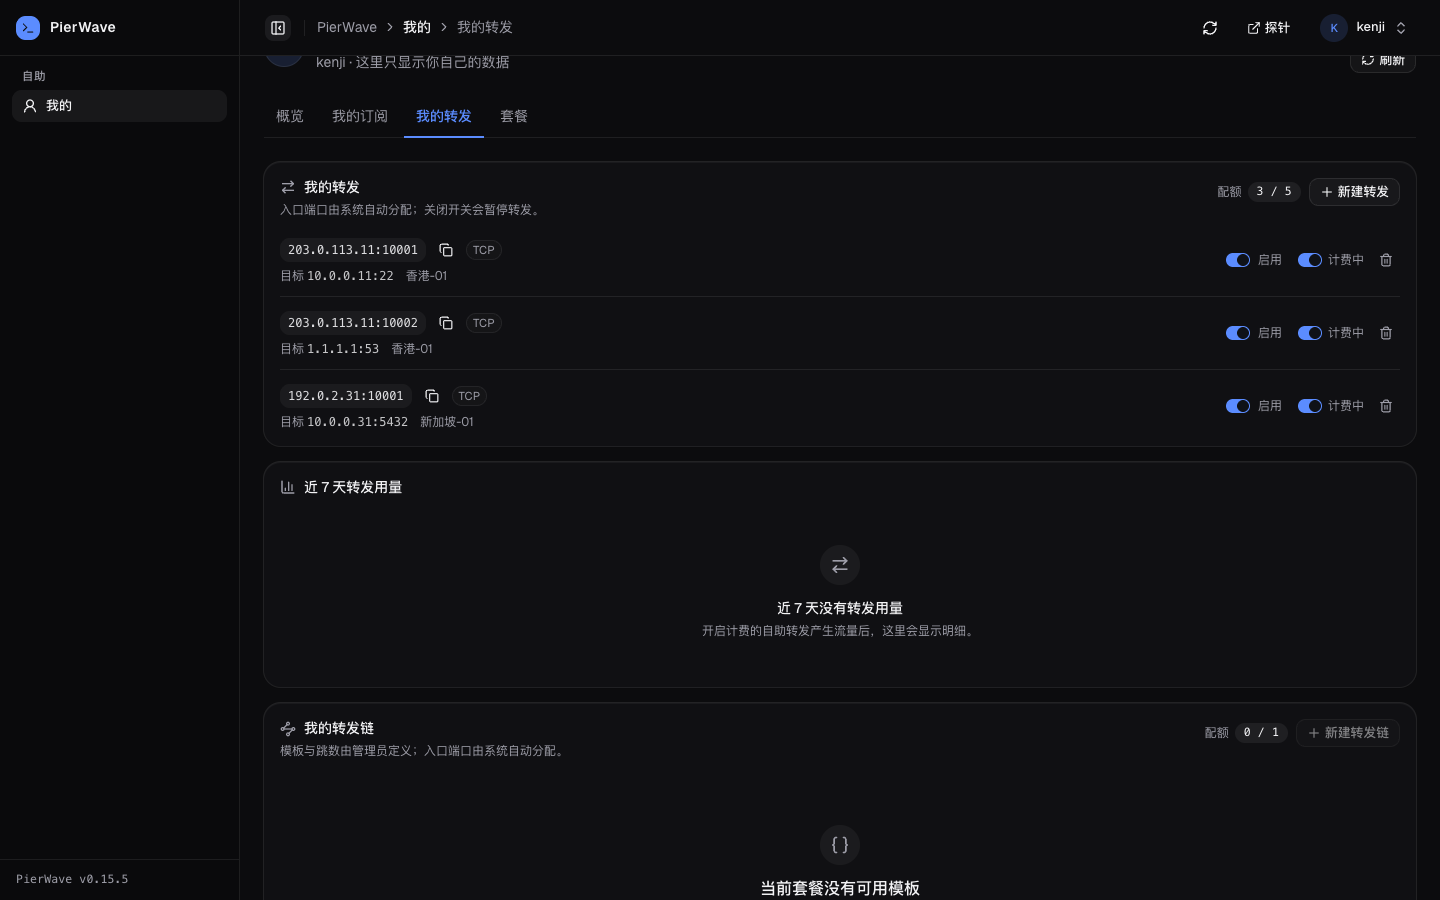 PierWave
PierWave > 我的 > 我的转发
探针
K kenji
自助
我的
kenji · 这里只显示你自己的数据
刷新
概览 我的订阅 我的转发 套餐
我的转发
配额 3 / 5 + 新建转发
入口端口由系统自动分配；关闭开关会暂停转发。
203.0.113.11:10001 TCP
启用 计费中
目标 10.0.0.11:22 香港-01
203.0.113.11:10002 TCP
启用 计费中
目标 1.1.1.1:53 香港-01
192.0.2.31:10001 TCP
启用 计费中
目标 10.0.0.31:5432 新加坡-01
近 7 天转发用量
近 7 天没有转发用量
开启计费的自助转发产生流量后，这里会显示明细。
我的转发链
配额 0 / 1 + 新建转发链
模板与跳数由管理员定义；入口端口由系统自动分配。
当前套餐没有可用模板
PierWave v0.15.5